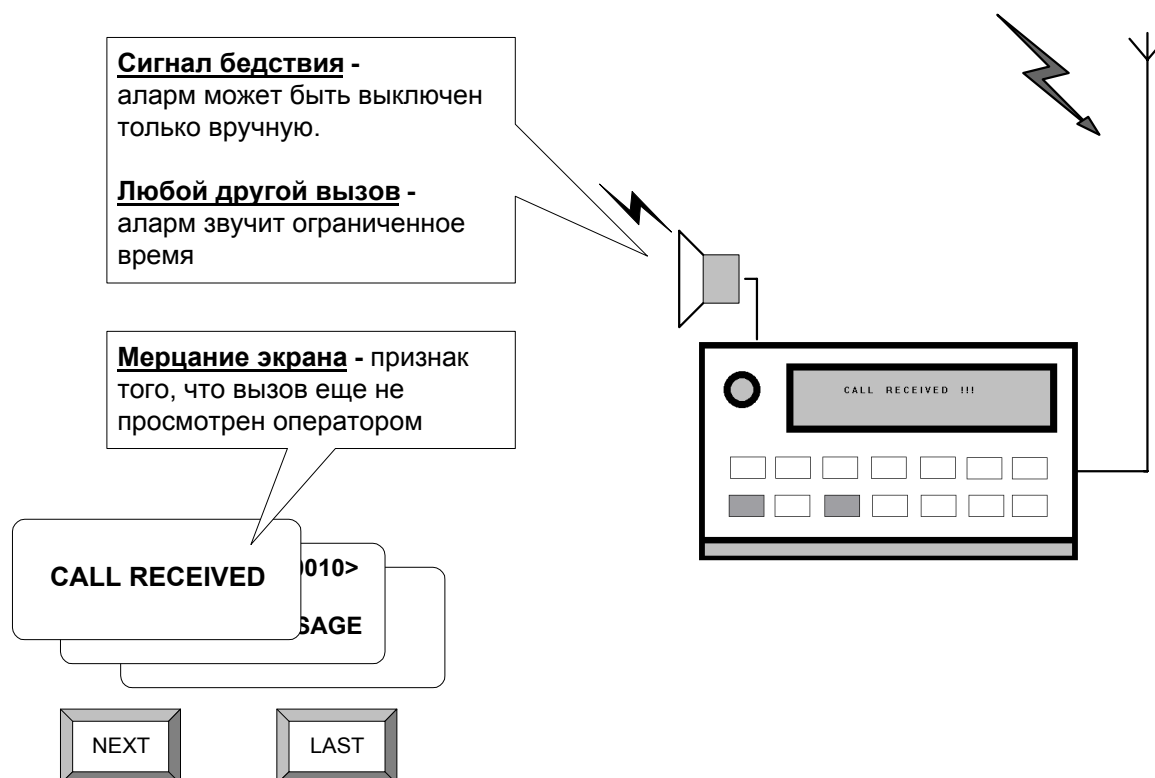 Сигнал бедствия -
аларм может быть выключен
только вручную.
Любой другой вызов -
аларм звучит ограниченное
время
Мерцание экрана - признак
того, что вызов еще не
просмотрен оператором
CALL RECEIVED !!!
CALL RECEIVED
0010>
SAGE
NEXT
LAST